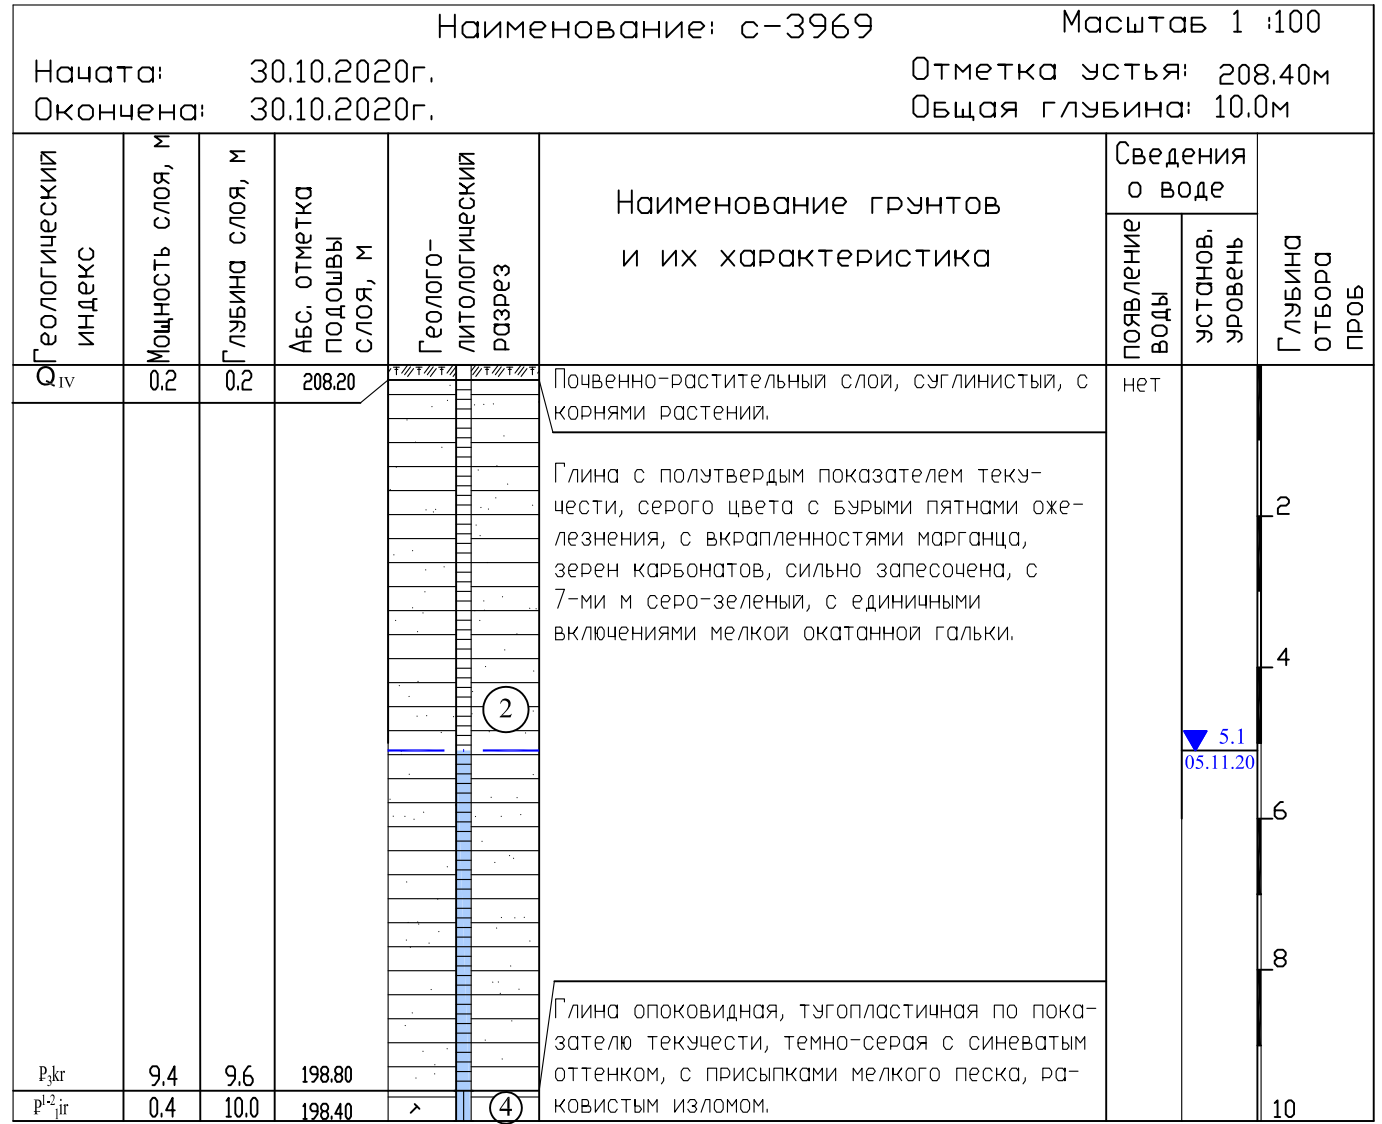 Наименование: с-3969
Масштаб 1 :100
Начата: 30.10.2020г.
Отметка устья: 208.40м
Окончена: 30.10.2020г.
Общая глубина: 10.0м
Геологический
индекс
Мощность слоя, м
Глубина слоя, м
Абс. отметка
подошвы
слоя, м
Геолого-
литологический
разрез
Наименование грунтов
и их характеристика
Сведения
о воде
появление
воды
установ.
уровень
Глубина
отбора
проб
QIV 0.2 0.2 208.20
Почвенно-растительный слой, суглинистый, с
корнями растений.
нет
Глина с полутвердым показателем теку-
чести, серого цвета с бурыми пятнами оже-
лезнения, с вкрапленностями марганца,
зерен карбонатов, сильно запесочена, с
7-ми м серо-зеленый, с единичными
включениями мелкой окатанной гальки.
2
4
2
5.1
05.11.20
6
8
Глина опоковидная, тугопластичная по пока-
зателю текучести, темно-серая с синеватым
оттенком, с присыпками мелкого песка, ра-
ковистым изломом.
₽₃kr 9.4 9.6 198.80
₽¹⁻²₁ir 0.4 10.0 198.40
4
10